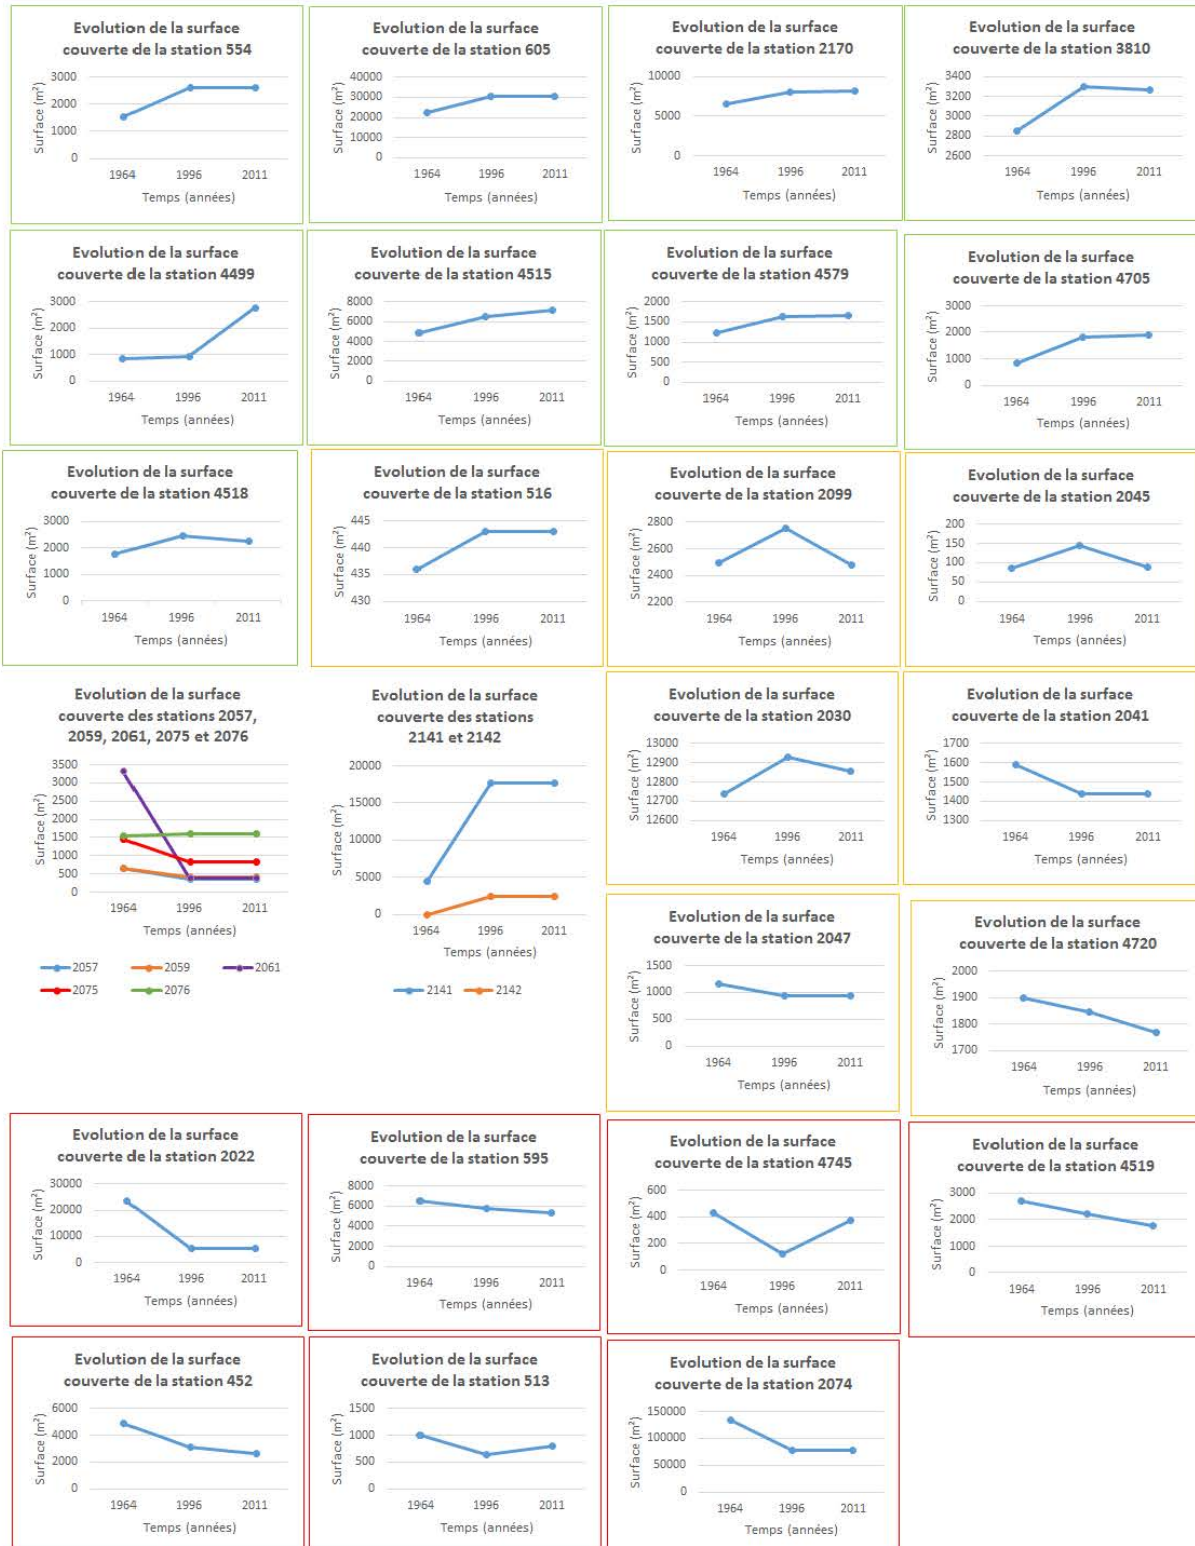 Evolution de la surface
couverte de la station 554
Surface (m²)
3000
2000
1000
0
1964 1996 2011
Temps (années)
Evolution de la surface
couverte de la station 605
Surface (m²)
40000
30000
20000
10000
0
1964 1996 2011
Temps (années)
Evolution de la surface
couverte de la station 2170
Surface (m²)
10000
5000
0
1964 1996 2011
Temps (années)
Evolution de la surface
couverte de la station 3810
Surface (m²)
3400
3200
3000
2800
2600
1964 1996 2011
Temps (années)
Evolution de la surface
couverte de la station 4499
Surface (m²)
3000
2000
1000
0
1964 1996 2011
Temps (années)
Evolution de la surface
couverte de la station 4515
Surface (m²)
8000
6000
4000
2000
0
1964 1996 2011
Temps (années)
Evolution de la surface
couverte de la station 4579
Surface (m²)
2000
1500
1000
500
0
1964 1996 2011
Temps (années)
Evolution de la surface
couverte de la station 4705
Surface (m²)
3000
2000
1000
0
1964 1996 2011
Temps (années)
Evolution de la surface
couverte de la station 4518
Surface (m²)
3000
2000
1000
0
1964 1996 2011
Temps (années)
Evolution de la surface
couverte de la station 516
Surface (m²)
445
440
435
430
1964 1996 2011
Temps (années)
Evolution de la surface
couverte de la station 2099
Surface (m²)
2800
2600
2400
2200
1964 1996 2011
Temps (années)
Evolution de la surface
couverte de la station 2045
Surface (m²)
200
150
100
50
0
1964 1996 2011
Temps (années)
Evolution de la surface
couverte des stations 2057,
2059, 2061, 2075 et 2076
Surface (m²)
3500
3000
2500
2000
1500
1000
500
0
1964 1996 2011
Temps (années)
2057 2059 2061
2075 2076
Evolution de la surface
couverte des stations
2141 et 2142
Surface (m²)
20000
15000
10000
5000
0
1964 1996 2011
Temps (années)
2141 2142
Evolution de la surface
couverte de la station 2030
Surface (m²)
13000
12900
12800
12700
12600
1964 1996 2011
Temps (années)
Evolution de la surface
couverte de la station 2041
Surface (m²)
1700
1600
1500
1400
1300
1964 1996 2011
Temps (années)
Evolution de la surface
couverte de la station 2047
Surface (m²)
1500
1000
500
0
1964 1996 2011
Temps (années)
Evolution de la surface
couverte de la station 4720
Surface (m²)
2000
1900
1800
1700
1964 1996 2011
Temps (années)
Evolution de la surface
couverte de la station 2022
Surface (m²)
30000
20000
10000
0
1964 1996 2011
Temps (années)
Evolution de la surface
couverte de la station 595
Surface (m²)
8000
6000
4000
2000
0
1964 1996 2011
Temps (années)
Evolution de la surface
couverte de la station 4745
Surface (m²)
600
400
200
0
1964 1996 2011
Temps (années)
Evolution de la surface
couverte de la station 4519
Surface (m²)
3000
2000
1000
0
1964 1996 2011
Temps (années)
Evolution de la surface
couverte de la station 452
Surface (m²)
6000
4000
2000
0
1964 1996 2011
Temps (années)
Evolution de la surface
couverte de la station 513
Surface (m²)
1500
1000
500
0
1964 1996 2011
Temps (années)
Evolution de la surface
couverte de la station 2074
Surface (m²)
150000
100000
50000
0
1964 1996 2011
Temps (années)